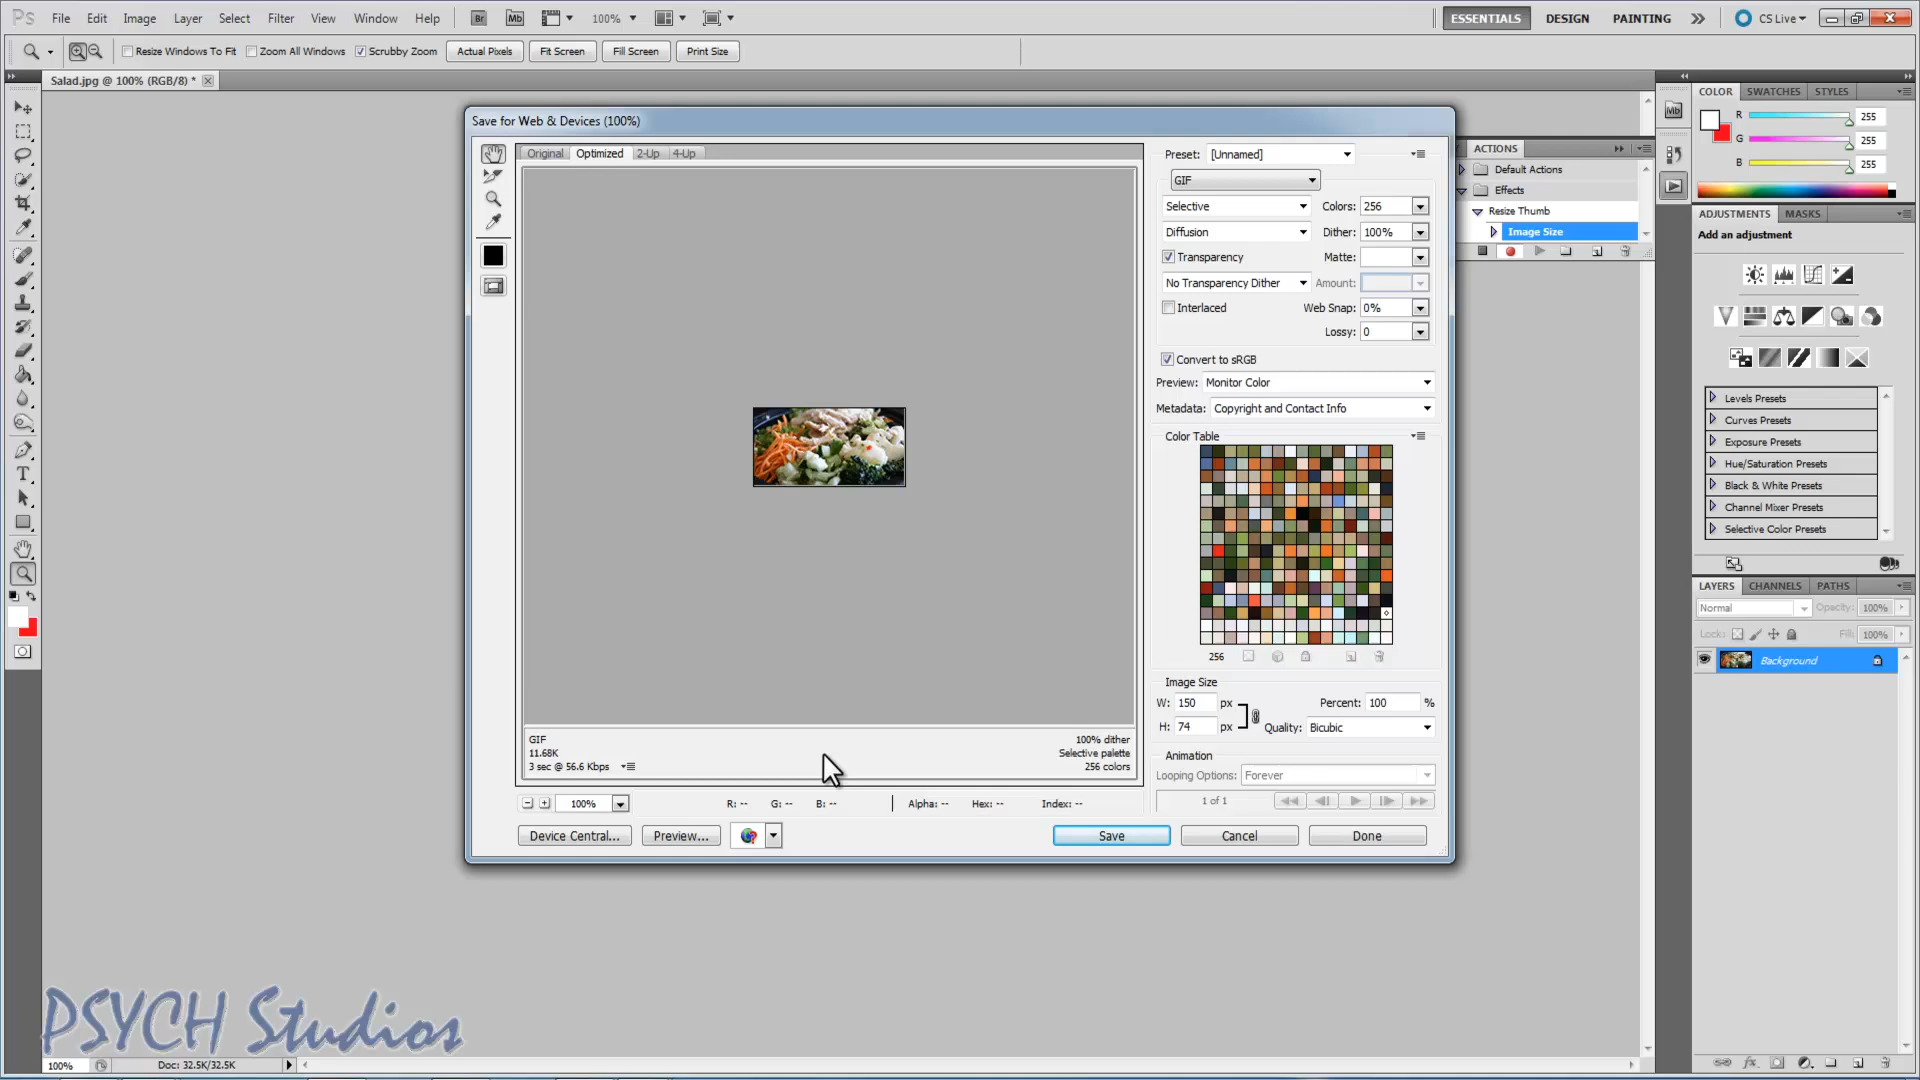 Ps File Edit Image Layer Select Filter View Window Help Br Mb 100% ESSENTIALS DESIGN PAINTING CS Live
Resize Windows To Fit Zoom All Windows Scrubby Zoom Actual Pixels Fit Screen Fill Screen Print Size
Salad.jpg @ 100% (RGB/8) *
Save for Web & Devices (100%)
Original Optimized 2-Up 4-Up
Preset: [Unnamed]
GIF
Selective Colors: 256
Diffusion Dither: 100%
Transparency Matte:
No Transparency Dither Amount:
Interlaced Web Snap: 0%
Lossy: 0
Convert to sRGB
Preview: Monitor Color
Metadata: Copyright and Contact Info
Color Table
256
Image Size
W: 150 px Percent: 100 %
H: 74 px Quality: Bicubic
Animation
Looping Options: Forever
1 of 1
GIF 100% dither
11.68K Selective palette
3 sec @ 56.6 Kbps 256 colors
100% R: -- G: -- B: -- Alpha: -- Hex: -- Index: --
Device Central... Preview... Save Cancel Done
ACTIONS
Default Actions
Effects
Resize Thumb
Image Size
Mb
COLOR SWATCHES STYLES
R 255
G 255
B 255
ADJUSTMENTS MASKS
Add an adjustment
Levels Presets
Curves Presets
Exposure Presets
Hue/Saturation Presets
Black & White Presets
Channel Mixer Presets
Selective Color Presets
LAYERS CHANNELS PATHS
Normal Opacity: 100%
Lock: Fill: 100%
Background
PSYCH Studios
100% Doc: 32.5K/32.5K